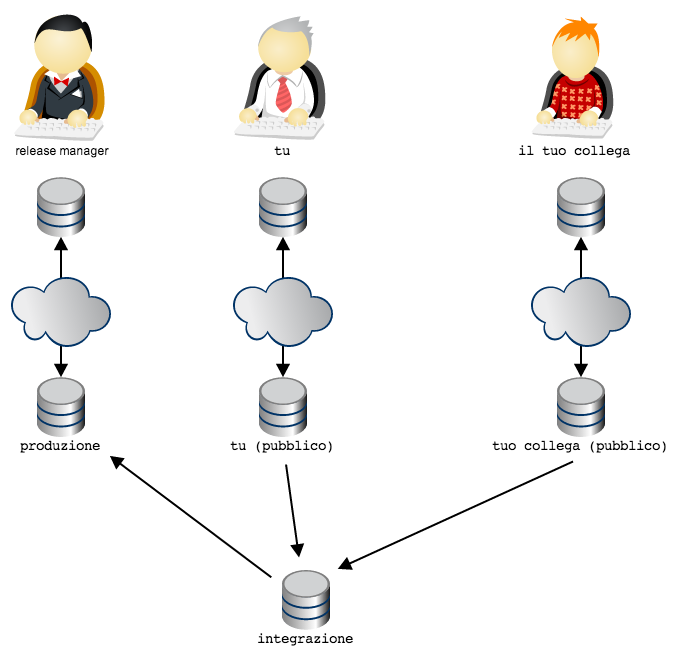 release manager
tu
il tuo collega
produzione
tu (pubblico)
tuo collega (pubblico)
integrazione